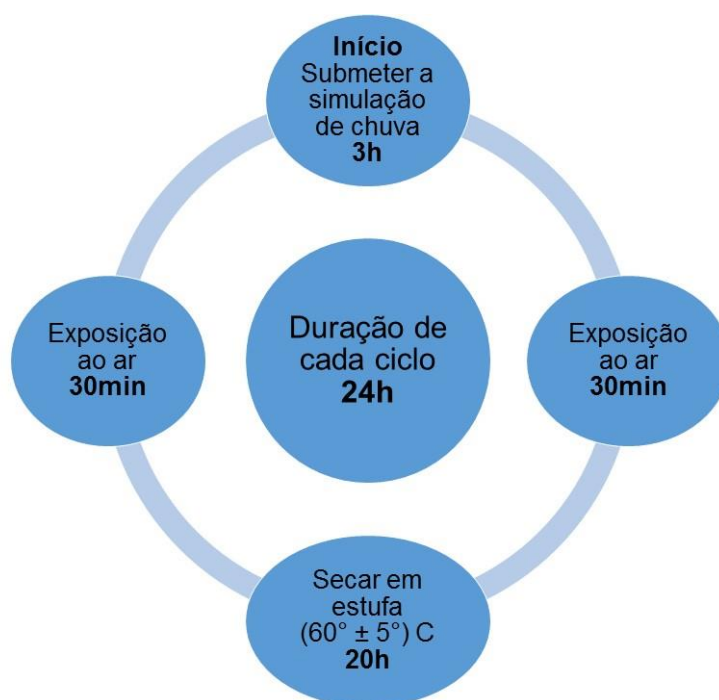 Início
Submeter a
simulação
de chuva
3h
Exposição
ao ar
30min
Duração de
cada ciclo
24h
Exposição
ao ar
30min
Secar em
estufa
(60° ± 5°) C
20h